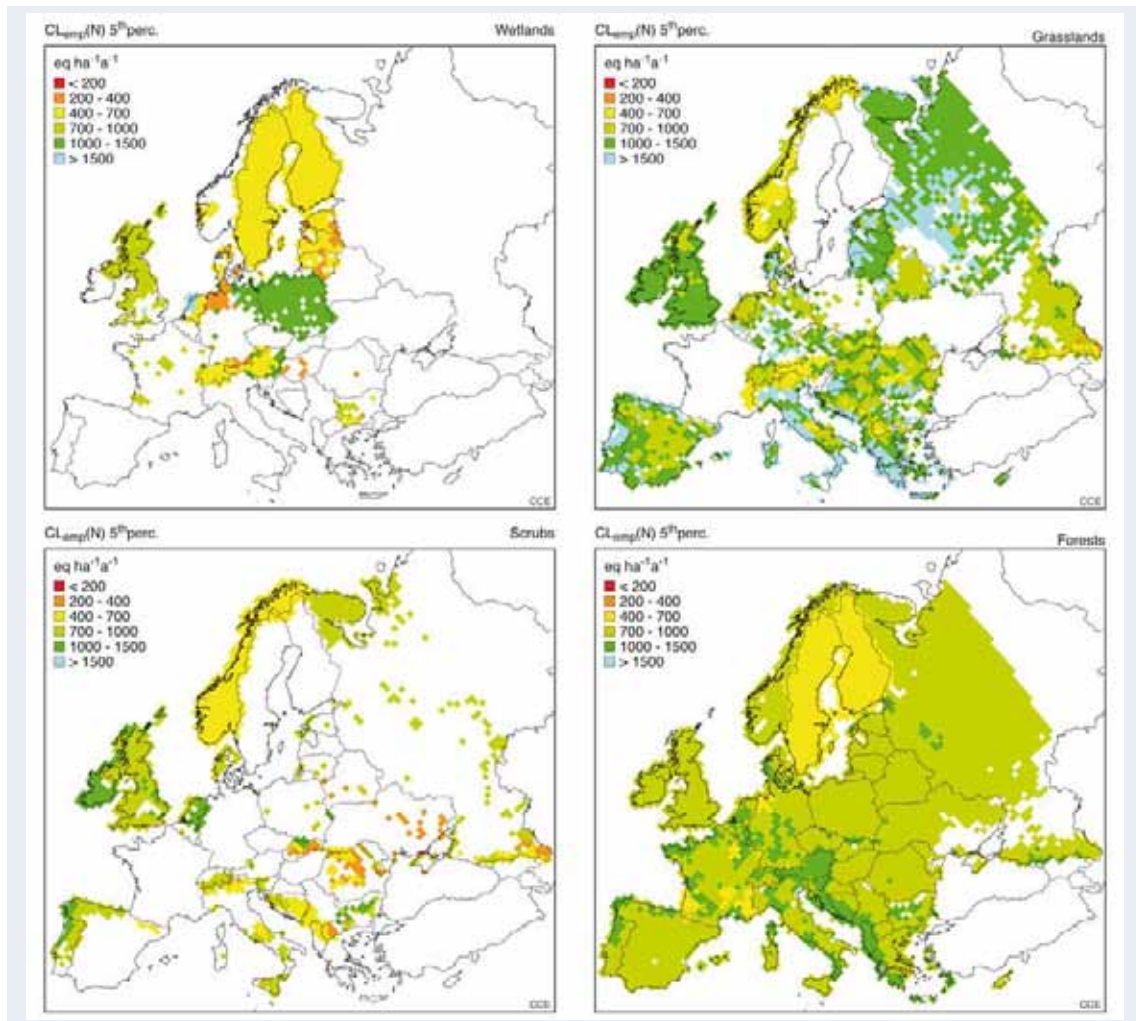 CLemp(N) 5th perc.
Wetlands
eq ha-1a-1
< 200
200 - 400
400 - 700
700 - 1000
1000 - 1500
> 1500
CCE
CLemp(N) 5th perc.
Grasslands
eq ha-1a-1
< 200
200 - 400
400 - 700
700 - 1000
1000 - 1500
> 1500
CCE
CLemp(N) 5th perc.
Scrubs
eq ha-1a-1
< 200
200 - 400
400 - 700
700 - 1000
1000 - 1500
> 1500
CCE
CLemp(N) 5th perc.
Forests
eq ha-1a-1
< 200
200 - 400
400 - 700
700 - 1000
1000 - 1500
> 1500
CCE